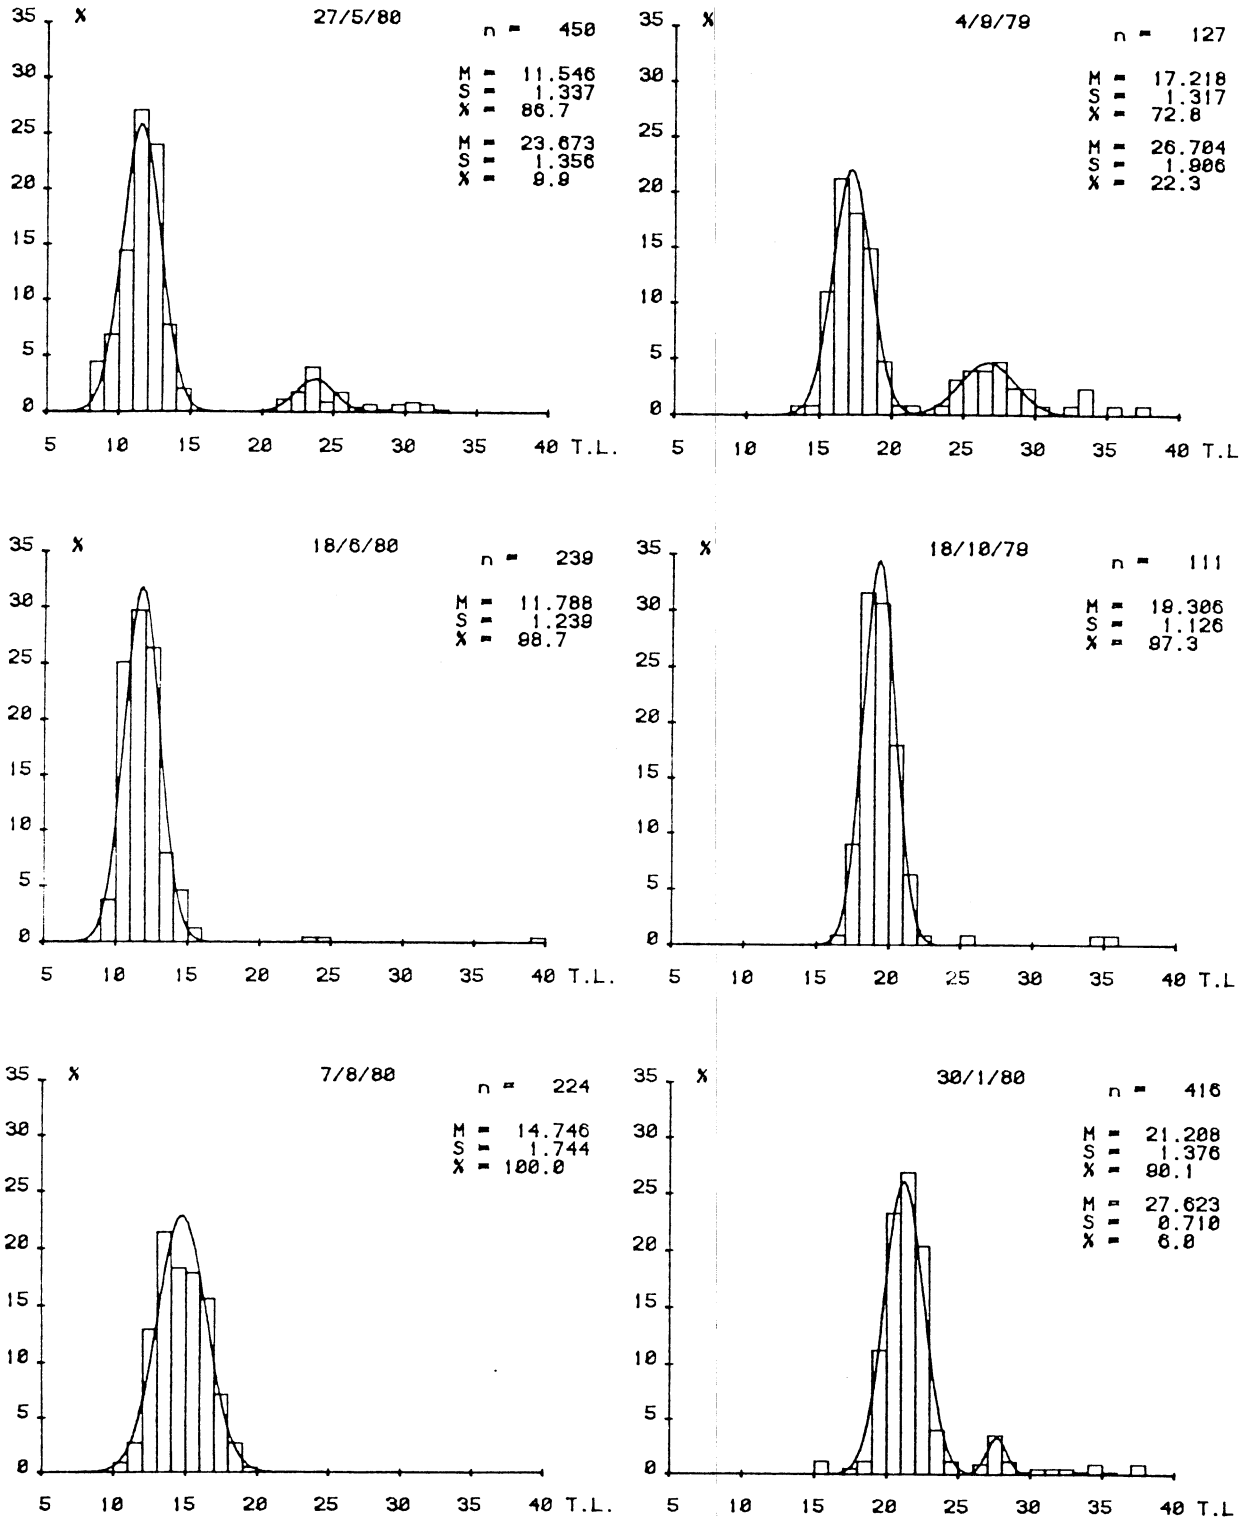 35 % 27/5/80
n = 450
30
M = 11.546
S = 1.337
% = 86.7
25
M = 23.673
S = 1.356
% = 9.9
20
15
10
5
0
5 10 15 20 25 30 35 40 T.L.
35 % 4/9/79
n = 127
30
M = 17.218
S = 1.317
% = 72.8
25
M = 26.704
S = 1.906
% = 22.3
20
15
10
5
0
5 10 15 20 25 30 35 40 T.L
35 % 18/6/80
n = 239
30
M = 11.788
S = 1.239
% = 98.7
25
20
15
10
5
0
5 10 15 20 25 30 35 40 T.L.
35 % 18/10/79
n = 111
30
M = 19.306
S = 1.126
% = 97.3
25
20
15
10
5
0
5 10 15 20 25 30 35 40 T.L
35 % 7/8/80
n = 224
30
M = 14.746
S = 1.744
% = 100.0
25
20
15
10
5
0
5 10 15 20 25 30 35 40 T.L.
35 % 30/1/80
n = 416
30
M = 21.208
S = 1.376
% = 90.1
25
M = 27.623
S = 0.710
% = 6.0
20
15
10
5
0
5 10 15 20 25 30 35 40 T.L